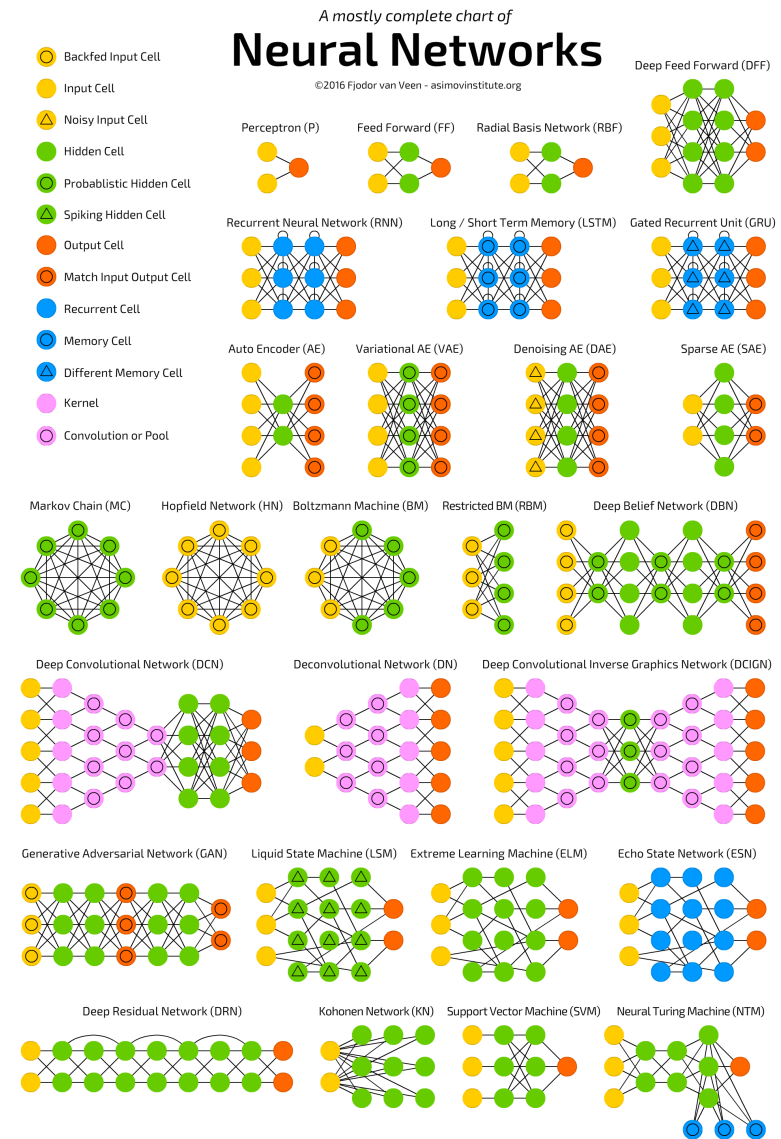 A mostly complete chart of
Neural Networks
©2016 Fjodor van Veen - asimovinstitute.org
Backfed Input Cell
Input Cell
Noisy Input Cell
Hidden Cell
Probablistic Hidden Cell
Spiking Hidden Cell
Output Cell
Match Input Output Cell
Recurrent Cell
Memory Cell
Different Memory Cell
Kernel
Convolution or Pool
Deep Feed Forward (DFF)
Perceptron (P)
Feed Forward (FF)
Radial Basis Network (RBF)
Recurrent Neural Network (RNN)
Long / Short Term Memory (LSTM)
Gated Recurrent Unit (GRU)
Auto Encoder (AE)
Variational AE (VAE)
Denoising AE (DAE)
Sparse AE (SAE)
Markov Chain (MC)
Hopfield Network (HN)
Boltzmann Machine (BM)
Restricted BM (RBM)
Deep Belief Network (DBN)
Deep Convolutional Network (DCN)
Deconvolutional Network (DN)
Deep Convolutional Inverse Graphics Network (DCIGN)
Generative Adversarial Network (GAN)
Liquid State Machine (LSM)
Extreme Learning Machine (ELM)
Echo State Network (ESN)
Deep Residual Network (DRN)
Kohonen Network (KN)
Support Vector Machine (SVM)
Neural Turing Machine (NTM)